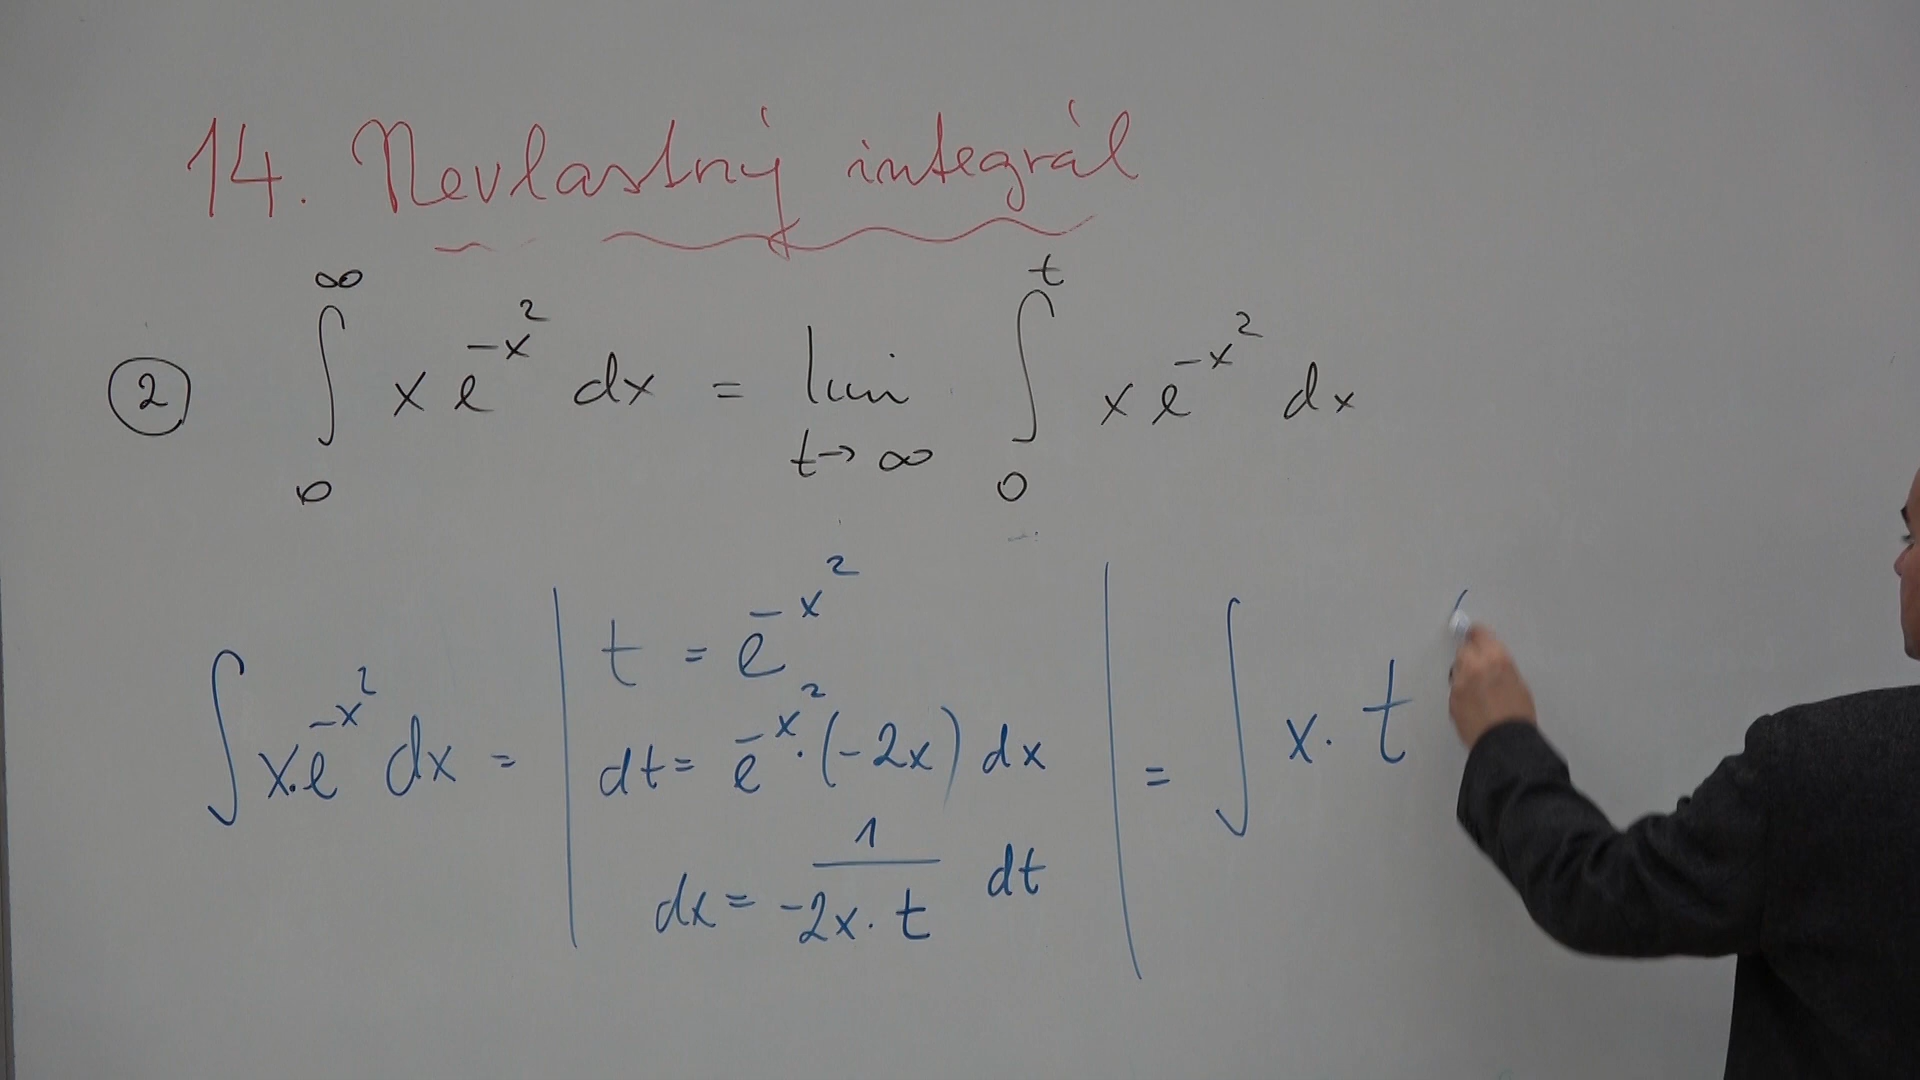 14. Nevlastný integrál
② ∫₀^∞ x e^{-x²} dx = lim_{t→∞} ∫₀^t x e^{-x²} dx
∫ x.e^{-x²} dx = | t = e^{-x²}
dt = e^{-x²}.(-2x) dx
dx = 1/(-2x.t) dt | = ∫ x.t